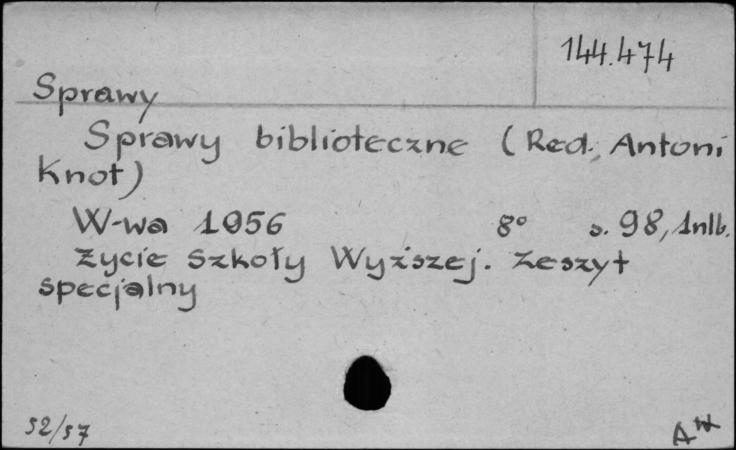 144.474
Sprawy
Sprawy biblioteczne (Red. Antoni
Knot)
W-wa 1956 8° s. 98, 1nlb.
Życie Szkoły Wyższej. Zeszyt
specjalny
52/57